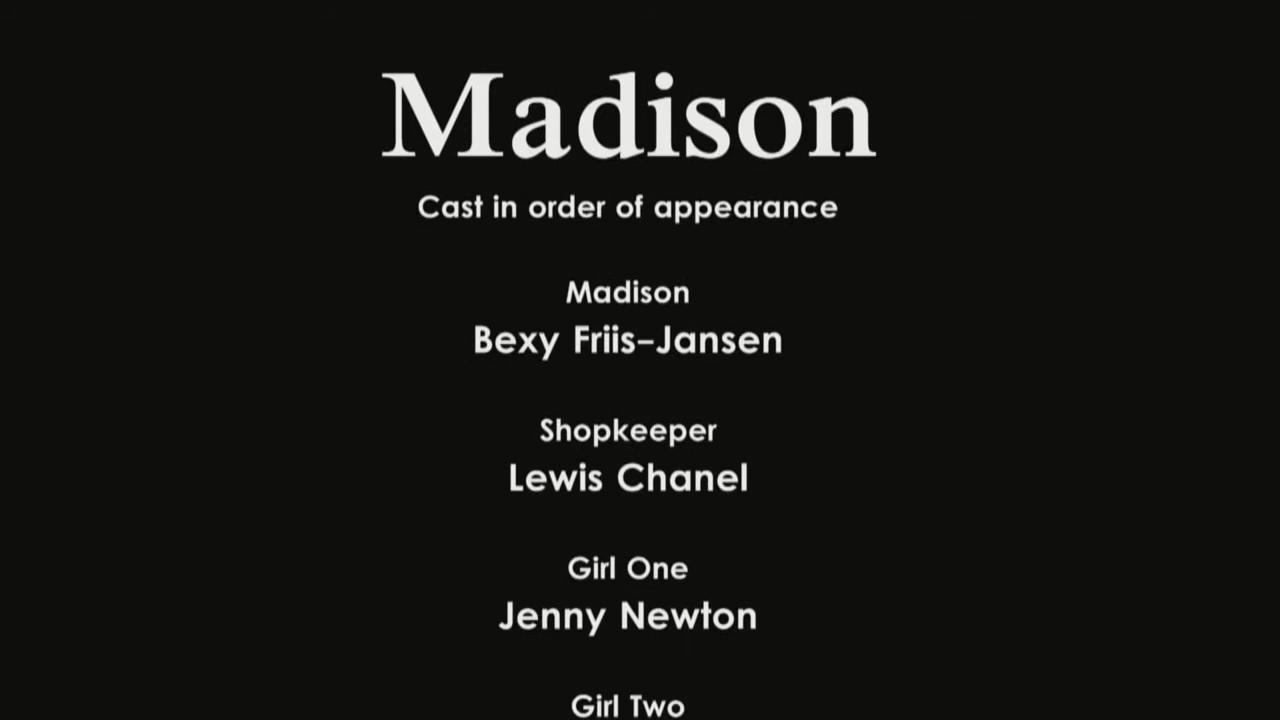 Madison
Cast in order of appearance
Madison
Bexy Friis-Jansen
Shopkeeper
Lewis Chanel
Girl One
Jenny Newton
Girl Two